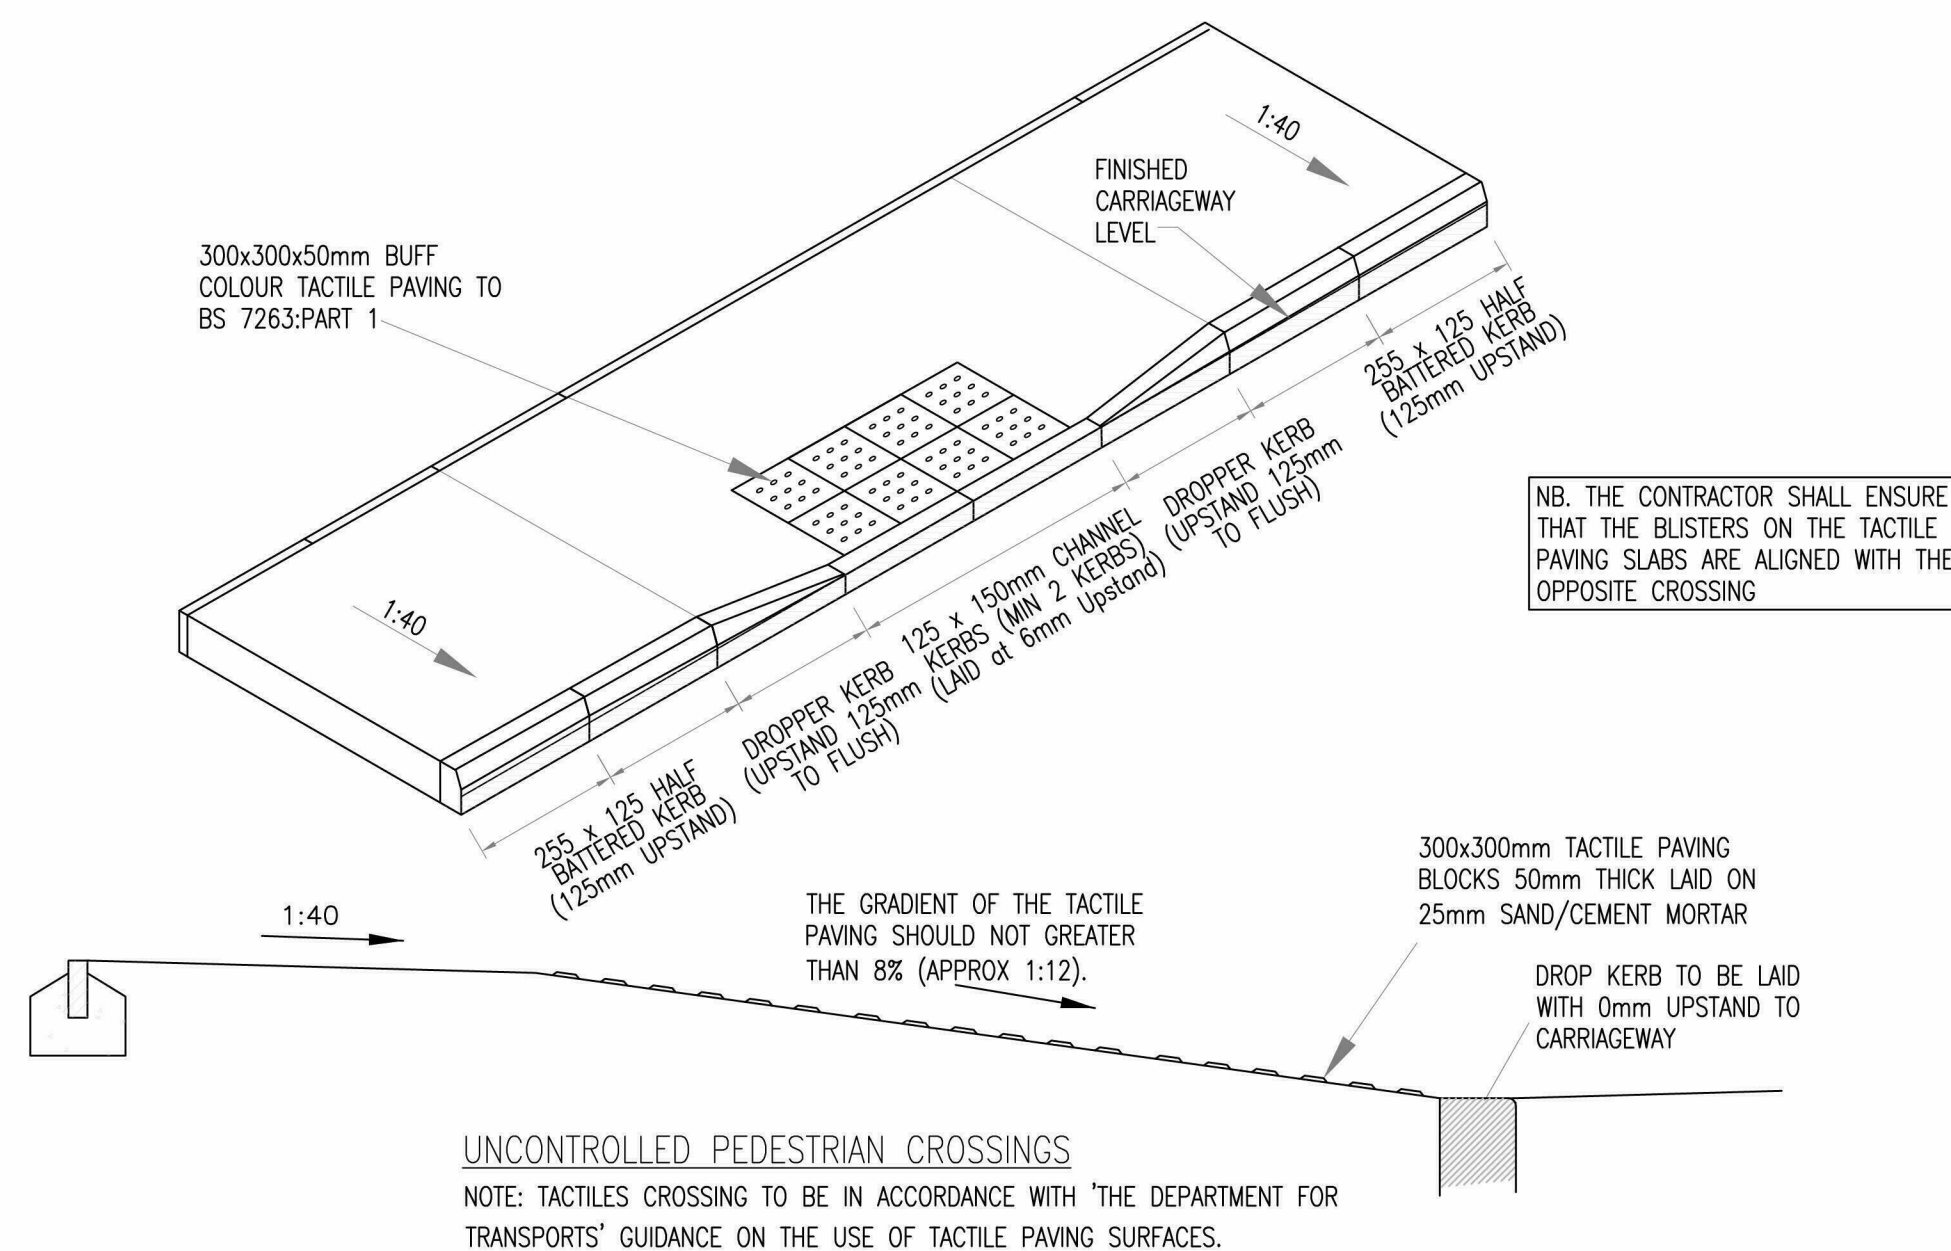 1:40
FINISHED
CARRIAGEWAY
LEVEL
300x300x50mm BUFF
COLOUR TACTILE PAVING TO
BS 7263:PART 1
255 x 125 HALF
BATTERED KERB
(125mm UPSTAND)
DROPPER KERB
(UPSTAND 125mm
TO FLUSH)
NB. THE CONTRACTOR SHALL ENSURE
THAT THE BLISTERS ON THE TACTILE
PAVING SLABS ARE ALIGNED WITH THE
OPPOSITE CROSSING
125 x 150mm CHANNEL
KERBS (MIN 2 KERBS)
(LAID at 6mm Upstand)
1:40
DROPPER KERB
(UPSTAND 125mm
TO FLUSH)
255 x 125 HALF
BATTERED KERB
(125mm UPSTAND)
300x300mm TACTILE PAVING
BLOCKS 50mm THICK LAID ON
25mm SAND/CEMENT MORTAR
1:40
THE GRADIENT OF THE TACTILE
PAVING SHOULD NOT GREATER
THAN 8% (APPROX 1:12).
DROP KERB TO BE LAID
WITH 0mm UPSTAND TO
CARRIAGEWAY
UNCONTROLLED PEDESTRIAN CROSSINGS
NOTE: TACTILES CROSSING TO BE IN ACCORDANCE WITH 'THE DEPARTMENT FOR
TRANSPORTS' GUIDANCE ON THE USE OF TACTILE PAVING SURFACES.